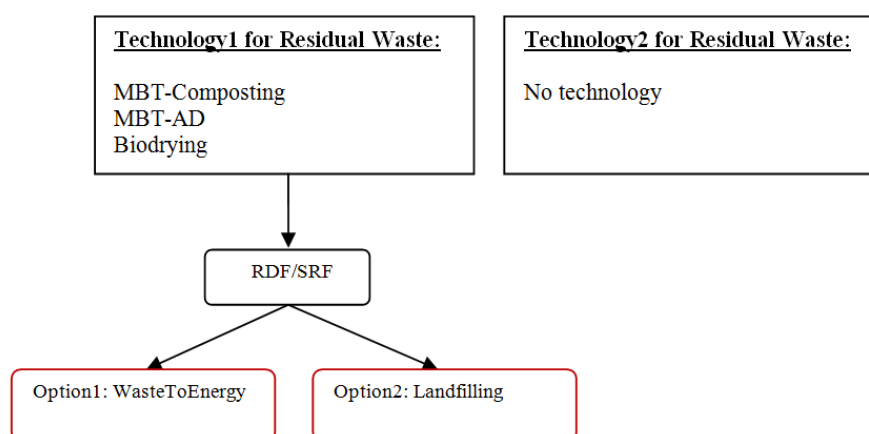 Technology1 for Residual Waste:
MBT-Composting
MBT-AD
Biodrying
Technology2 for Residual Waste:
No technology
RDF/SRF
Option1: WasteToEnergy
Option2: Landfilling